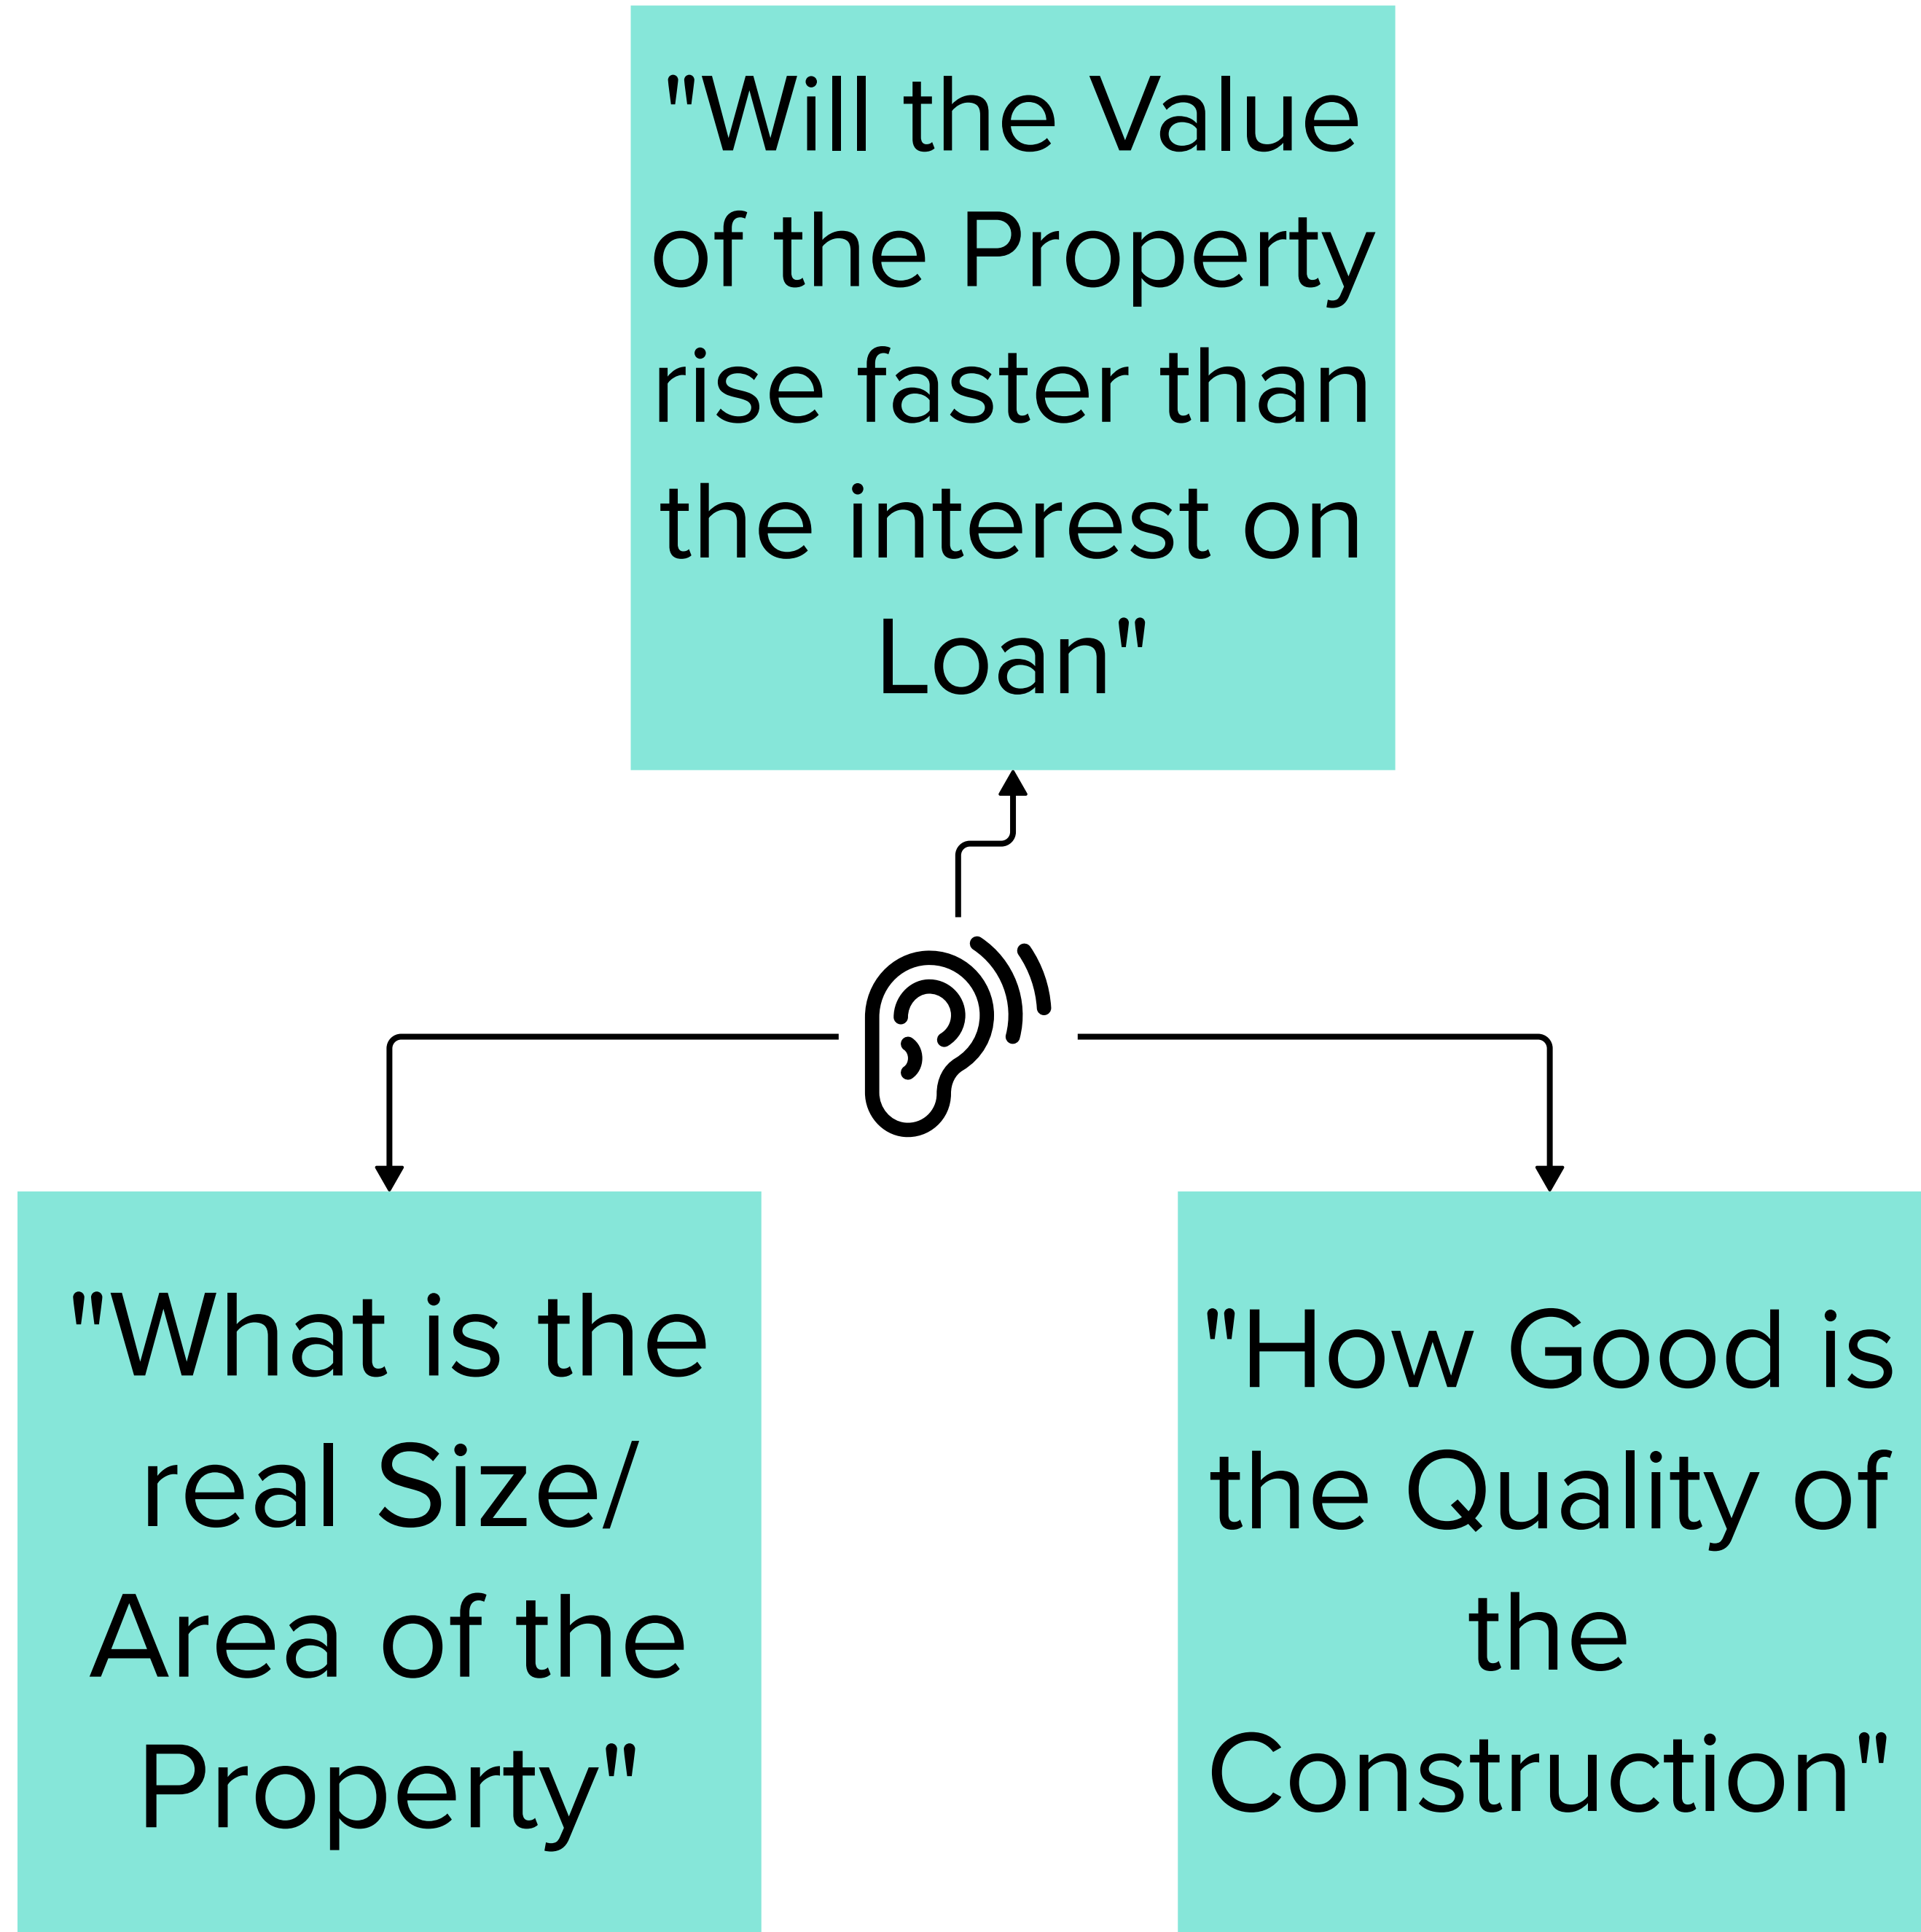 "Will the Value
of the Property
rise faster than
the interest on
Loan"
"What is the
real Size/
Area of the
Property"
"How Good is
the Quality of
the
Construction"